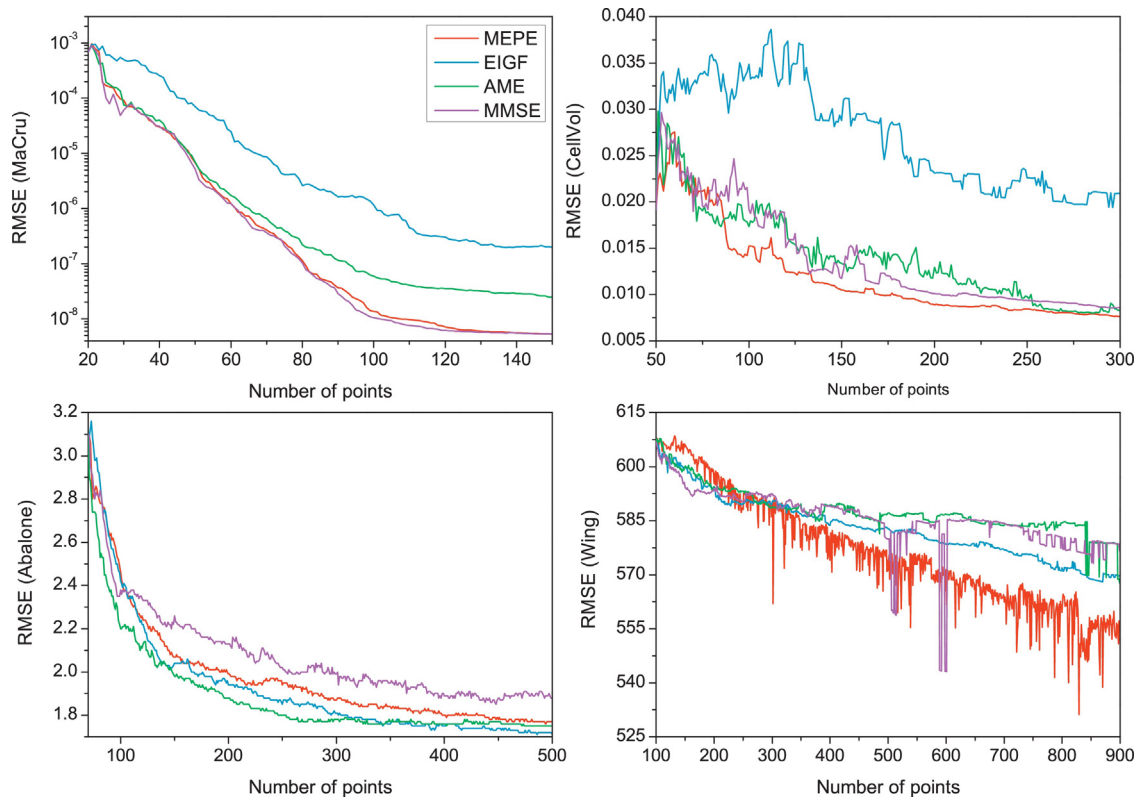 RMSE (MaCru)
10⁻³
10⁻⁴
10⁻⁵
10⁻⁶
10⁻⁷
10⁻⁸
20 40 60 80 100 120 140
Number of points
MEPE
EIGF
AME
MMSE
RMSE (CellVol)
0.040
0.035
0.030
0.025
0.020
0.015
0.010
0.005
50 100 150 200 250 300
Number of points
RMSE (Abalone)
3.2
3.0
2.8
2.6
2.4
2.2
2.0
1.8
100 200 300 400 500
Number of points
RMSE (Wing)
615
600
585
570
555
540
525
100 200 300 400 500 600 700 800 900
Number of points